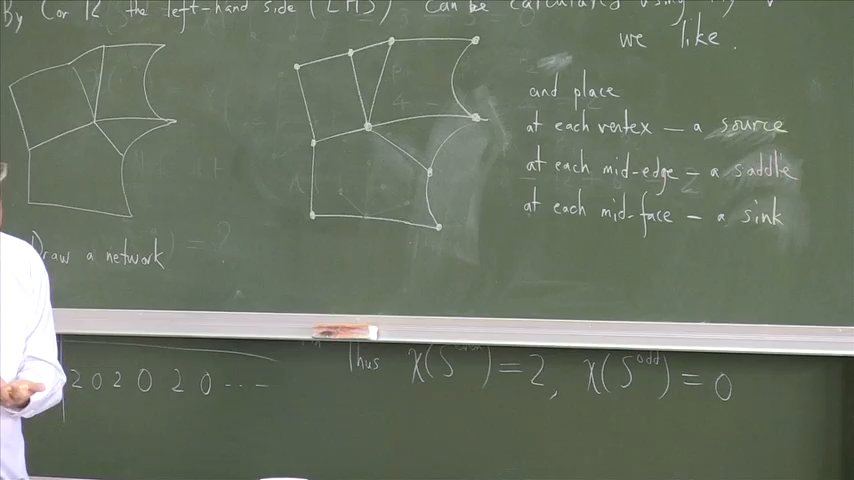 By Cor 12 the left-hand side (LHS) can be calculated using any v
we like.
and place
at each vertex — a source
at each mid-edge — a saddle
at each mid-face — a sink
Draw a network
Thus χ(S^even) = 2, χ(S^odd) = 0
2 0 2 0 2 0 ...